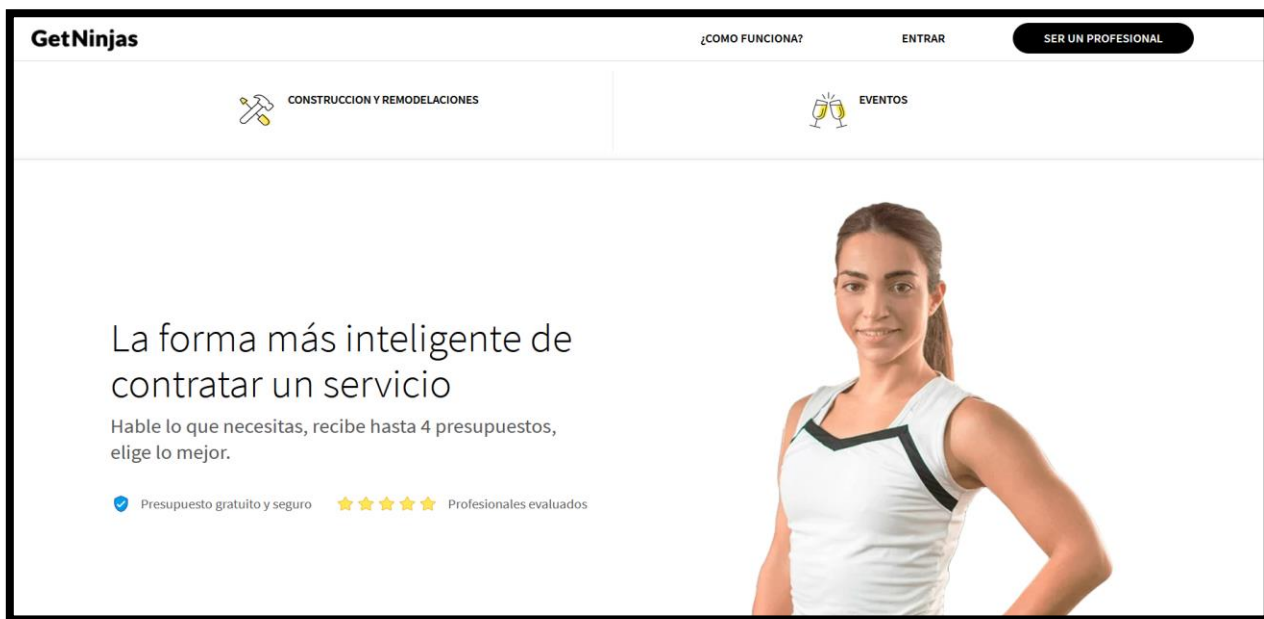 GetNinjas
¿COMO FUNCIONA?
ENTRAR
SER UN PROFESIONAL
CONSTRUCCION Y REMODELACIONES
EVENTOS
La forma más inteligente de
contratar un servicio
Hable lo que necesitas, recibe hasta 4 presupuestos,
elige lo mejor.
Presupuesto gratuito y seguro
Profesionales evaluados